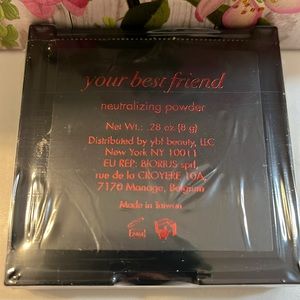 your best friend
neutralizing powder
Net Wt.: .28 oz (8 g)
Distributed by ybf beauty, LLC
New York NY 10011
EU REP: BIORIUS sprl,
rue de la CROYERE 10A,
7170 Manage, Belgium
Made in Taiwan